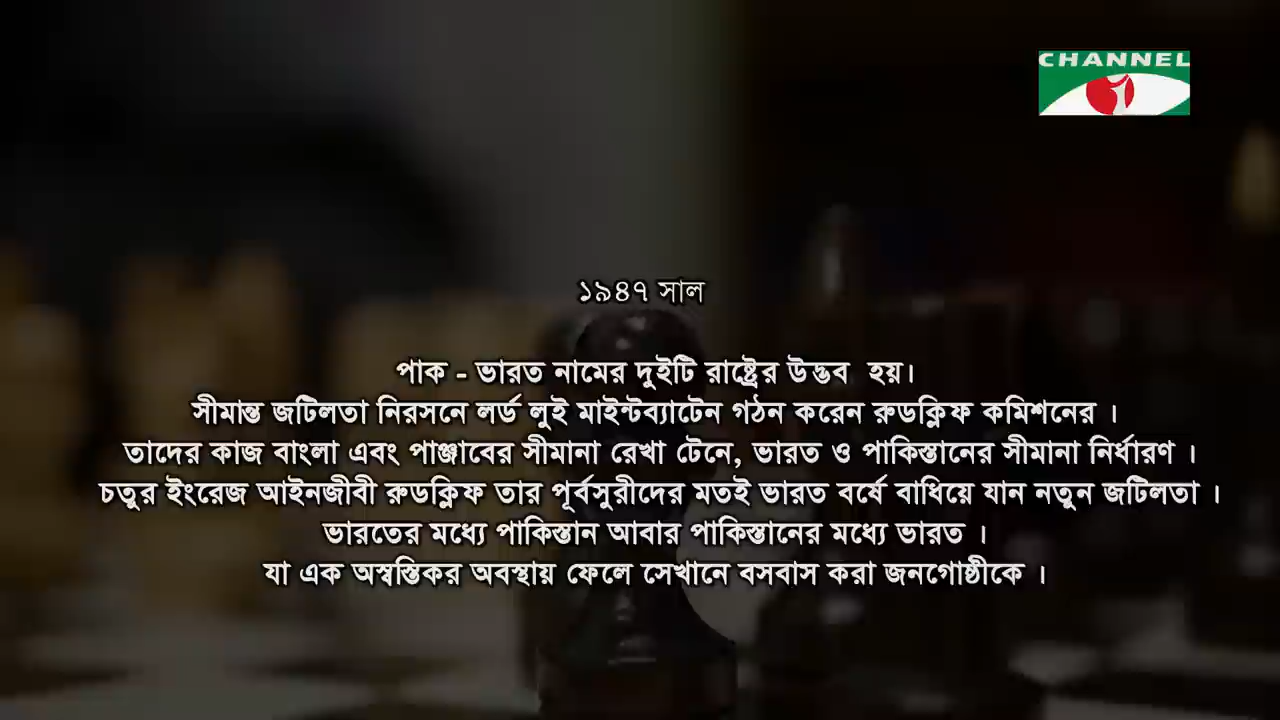 CHANNEL
১৯৪৭ সাল
পাক - ভারত নামের দুইটি রাষ্ট্রের উদ্ভব হয়।
সীমান্ত জটিলতা নিরসনে লর্ড লুই মাইন্টব্যাটেন গঠন করেন রুডক্লিফ কমিশনের ।
তাদের কাজ বাংলা এবং পাঞ্জাবের সীমানা রেখা টেনে, ভারত ও পাকিস্তানের সীমানা নির্ধারণ ।
চতুর ইংরেজ আইনজীবী রুডক্লিফ তার পূর্বসুরীদের মতই ভারত বর্ষে বাধিয়ে যান নতুন জটিলতা ।
ভারতের মধ্যে পাকিস্তান আবার পাকিস্তানের মধ্যে ভারত ।
যা এক অস্বস্তিকর অবস্থায় ফেলে সেখানে বসবাস করা জনগোষ্ঠীকে ।